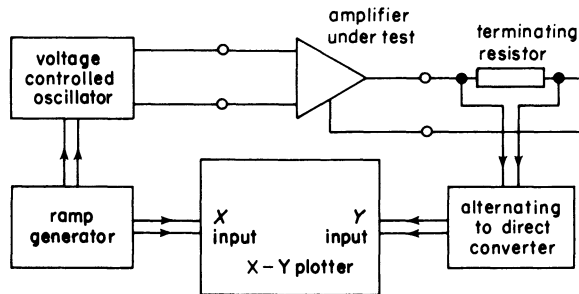 voltage
controlled
oscillator
amplifier
under test
terminating
resistor
ramp
generator
X
input
Y
input
X – Y plotter
alternating
to direct
converter